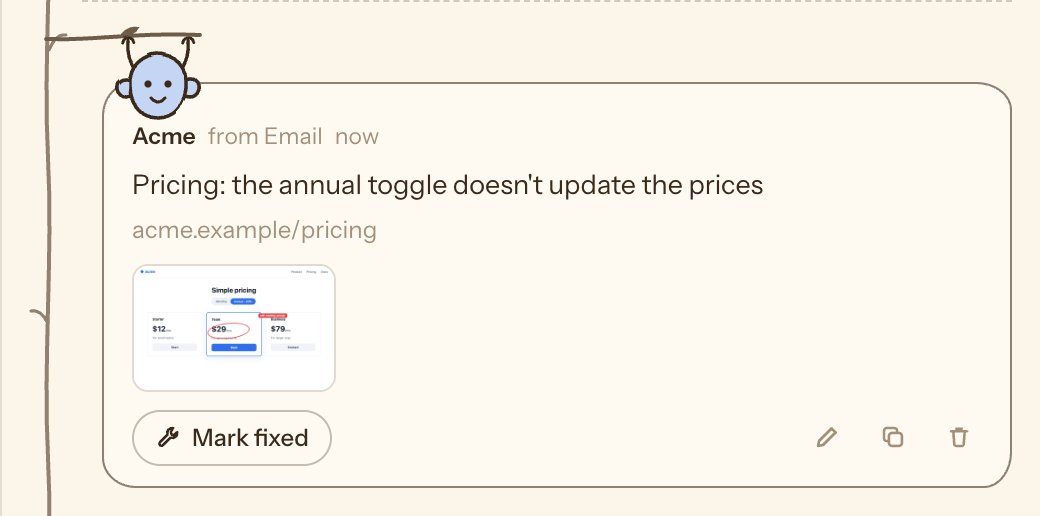 Acme from Email now
Pricing: the annual toggle doesn't update the prices
acme.example/pricing
Simple pricing
$12
$29
$79
Mark fixed